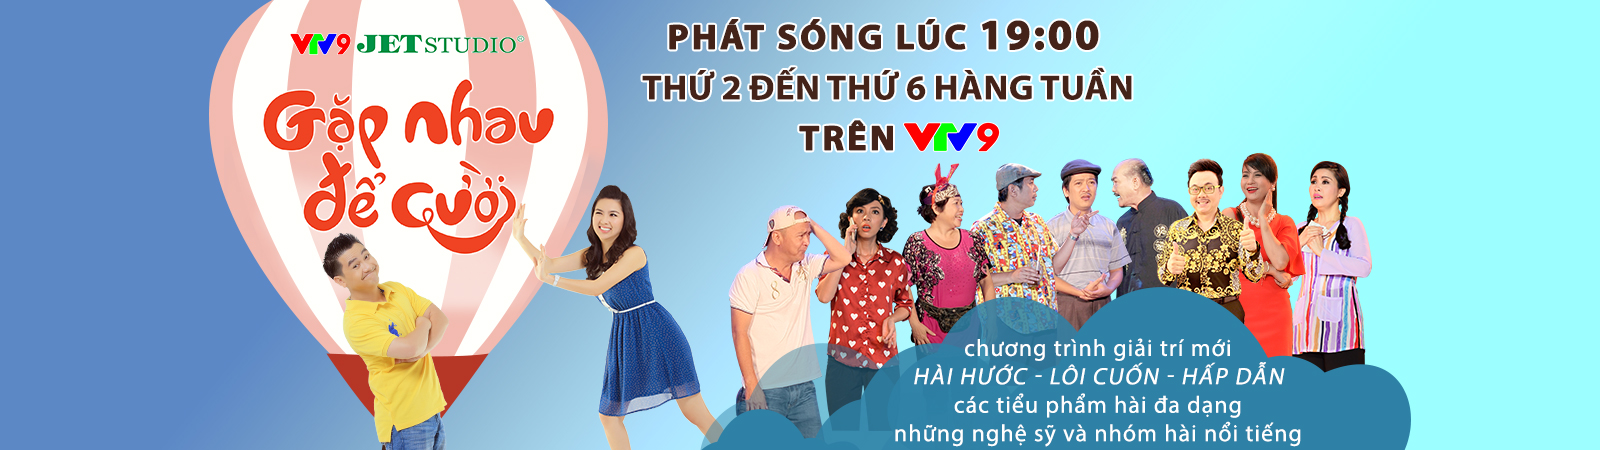 VTV9 JET STUDIO®
Gặp nhau
để cười
PHÁT SÓNG LÚC 19:00
THỨ 2 ĐẾN THỨ 6 HÀNG TUẦN
TRÊN VTV9
chương trình giải trí mới
HÀI HƯỚC - LÔI CUỐN - HẤP DẪN
các tiểu phẩm hài đa dạng
những nghệ sỹ và nhóm hài nổi tiếng